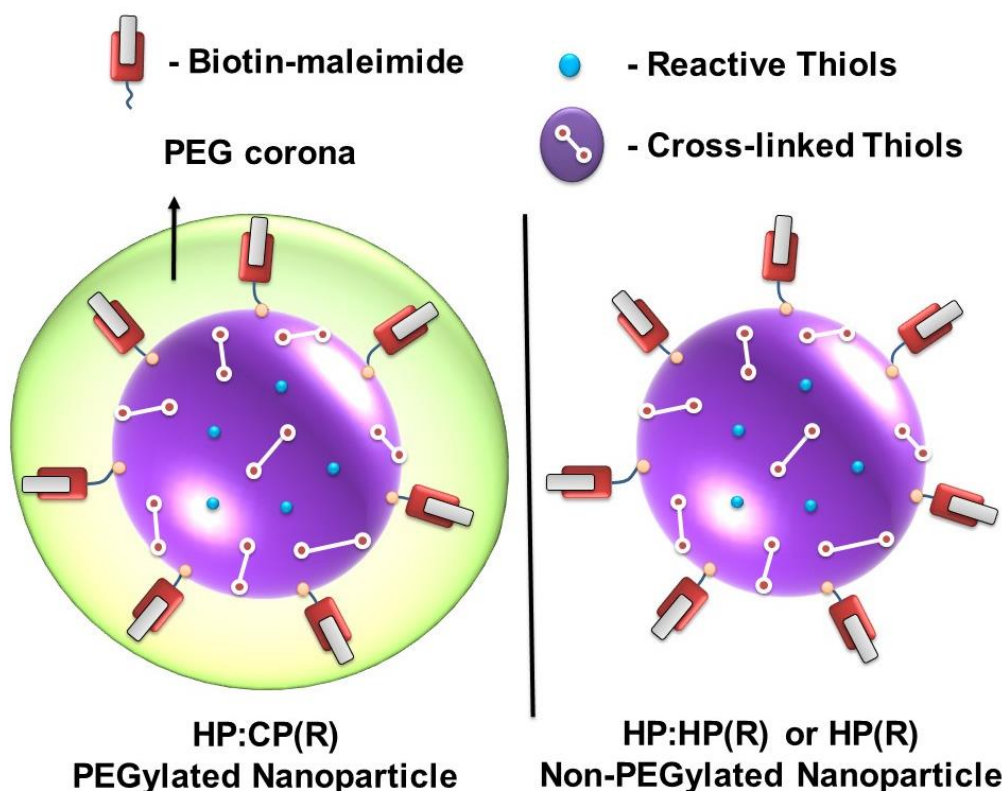 - Biotin-maleimide
- Reactive Thiols
- Cross-linked Thiols
PEG corona
HP:CP(R)
PEGylated Nanoparticle
HP:HP(R) or HP(R)
Non-PEGylated Nanoparticle